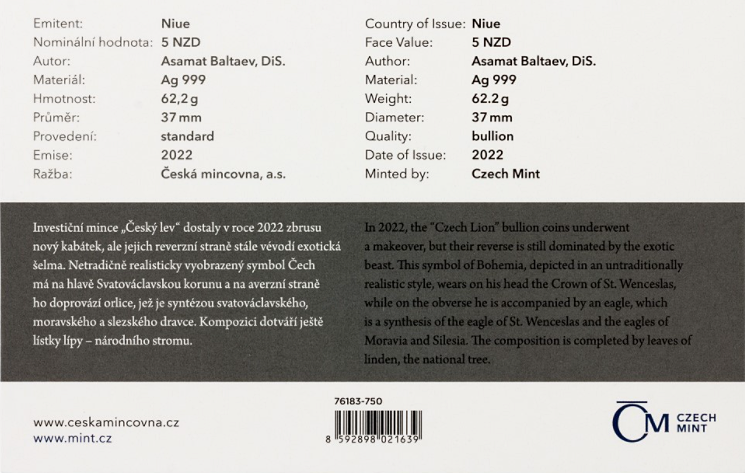 Emitent: Niue
Nominální hodnota: 5 NZD
Autor: Asamat Baltaev, DiS.
Materiál: Ag 999
Hmotnost: 62,2 g
Průměr: 37 mm
Provedení: standard
Emise: 2022
Ražba: Česká mincovna, a.s.
Country of Issue: Niue
Face Value: 5 NZD
Author: Asamat Baltaev, DiS.
Material: Ag 999
Weight: 62.2 g
Diameter: 37 mm
Quality: bullion
Date of Issue: 2022
Minted by: Czech Mint
Investiční mince „Český lev“ dostaly v roce 2022 zbrusu
nový kabátek, ale jejich reverzní straně stále vévodí exotická
šelma. Netradičně realisticky vyobrazený symbol Čech
má na hlavě Svatováclavskou korunu a na averzní straně
ho doprovází orlice, jež je syntézou svatováclavského,
moravského a slezského dravce. Kompozici dotváří ještě
lístky lípy – národního stromu.
In 2022, the “Czech Lion” bullion coins underwent
a makeover, but their reverse is still dominated by the exotic
beast. This symbol of Bohemia, depicted in an untraditionally
realistic style, wears on his head the Crown of St. Wenceslas,
while on the obverse he is accompanied by an eagle, which
is a synthesis of the eagle of St. Wenceslas and the eagles of
Moravia and Silesia. The composition is completed by leaves of
linden, the national tree.
www.ceskamincovna.cz
www.mint.cz
76183-750
8 592898 021639
CM CZECH
MINT